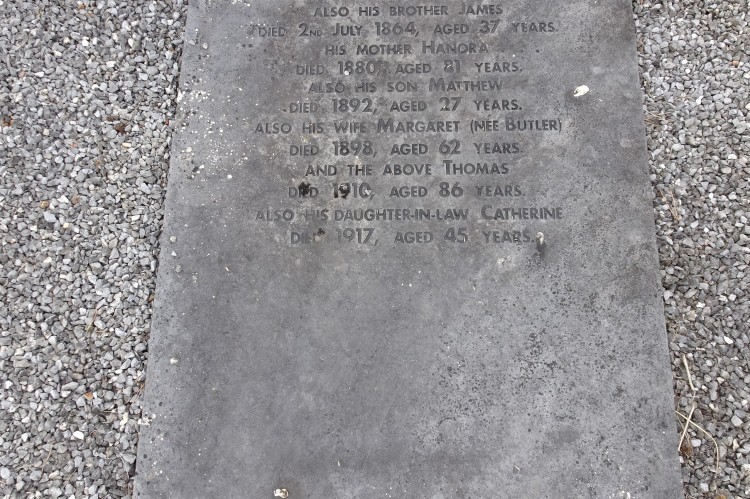 ALSO HIS BROTHER JAMES
DIED 2ND JULY 1864, AGED 37 YEARS.
HIS MOTHER HANORA
DIED 1880, AGED 81 YEARS.
ALSO HIS SON MATTHEW
DIED 1892, AGED 27 YEARS.
ALSO HIS WIFE MARGARET (NÉE BUTLER)
DIED 1898, AGED 62 YEARS.
AND THE ABOVE THOMAS
DIED 1910, AGED 86 YEARS.
ALSO HIS DAUGHTER-IN-LAW CATHERINE
DIED 1917, AGED 45 YEARS.